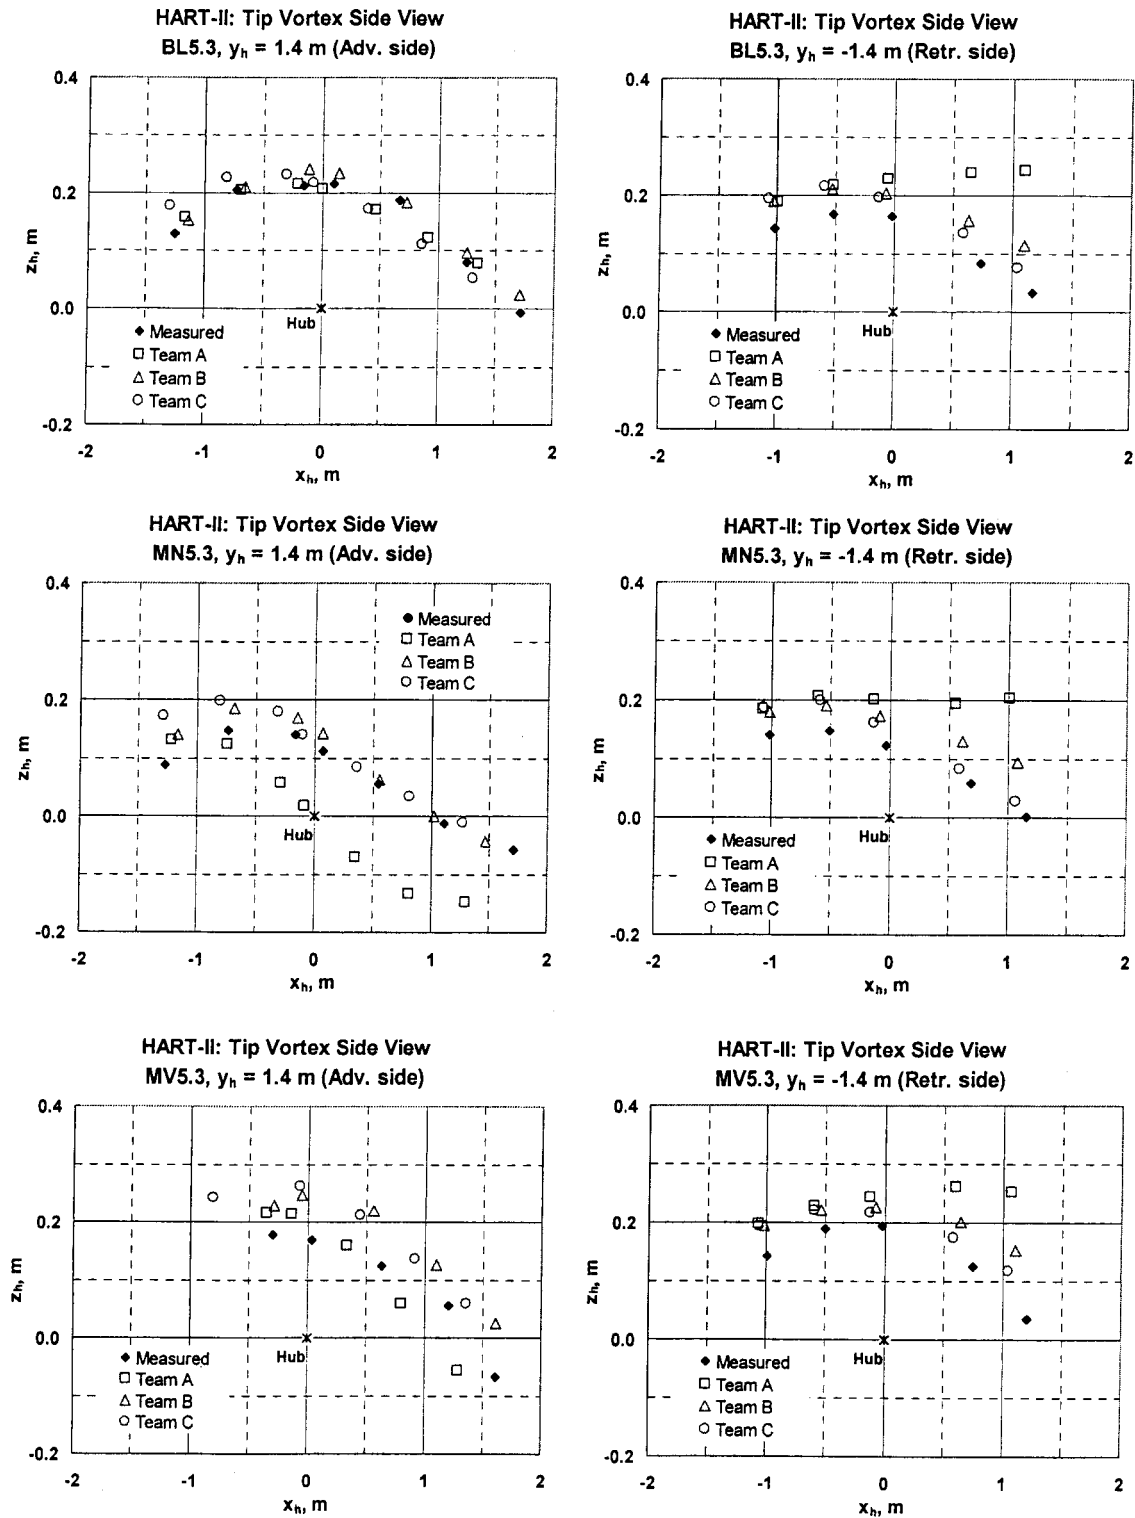 HART-II: Tip Vortex Side View
BL5.3, yh = 1.4 m (Adv. side)
0.4
0.2
0.0
-0.2
zh, m
Hub
Measured
Team A
Team B
Team C
-2
-1
0
1
2
xh, m
HART-II: Tip Vortex Side View
BL5.3, yh = -1.4 m (Retr. side)
0.4
0.2
0.0
-0.2
zh, m
Hub
Measured
Team A
Team B
Team C
-2
-1
0
1
2
xh, m
HART-II: Tip Vortex Side View
MN5.3, yh = 1.4 m (Adv. side)
0.4
0.2
0.0
-0.2
zh, m
Measured
Team A
Team B
Team C
Hub
-2
-1
0
1
2
xh, m
HART-II: Tip Vortex Side View
MN5.3, yh = -1.4 m (Retr. side)
0.4
0.2
0.0
-0.2
zh, m
Hub
Measured
Team A
Team B
Team C
-2
-1
0
1
2
xh, m
HART-II: Tip Vortex Side View
MV5.3, yh = 1.4 m (Adv. side)
0.4
0.2
0.0
-0.2
zh, m
Hub
Measured
Team A
Team B
Team C
-2
-1
0
1
2
xh, m
HART-II: Tip Vortex Side View
MV5.3, yh = -1.4 m (Retr. side)
0.4
0.2
0.0
-0.2
zh, m
Hub
Measured
Team A
Team B
Team C
-2
-1
0
1
2
xh, m